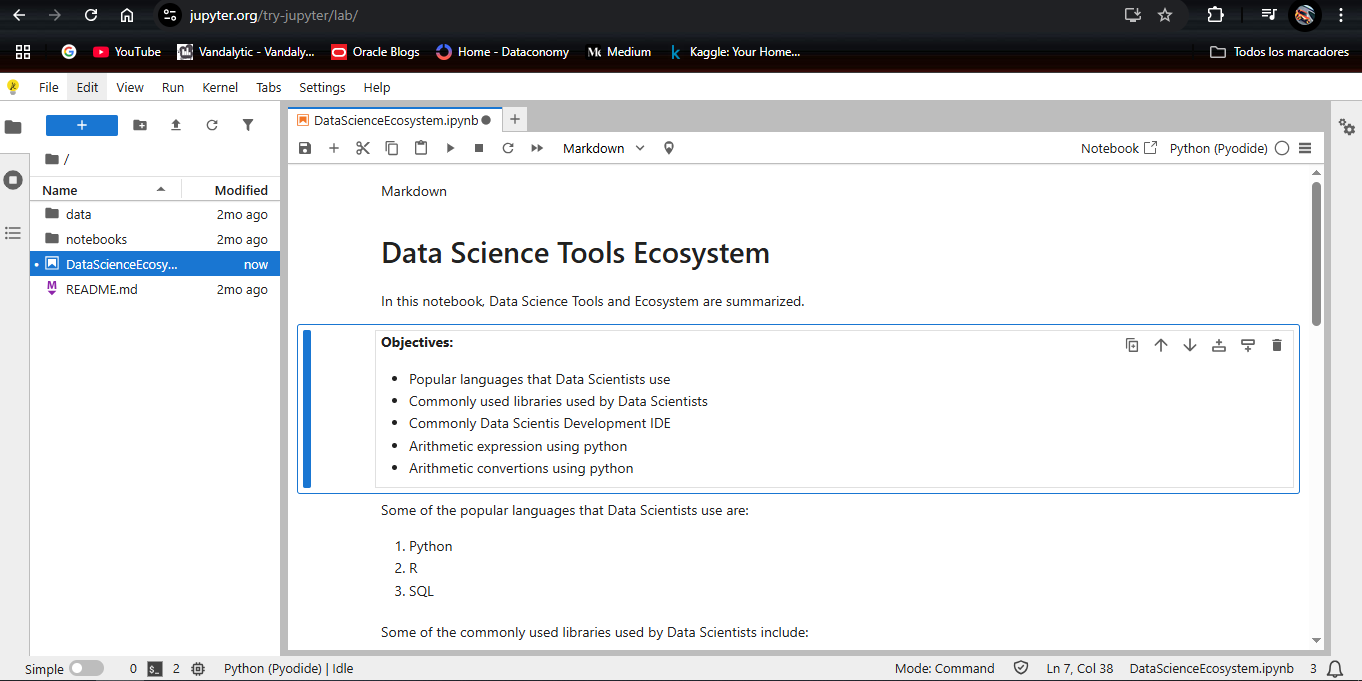 jupyter.org/try-jupyter/lab/
YouTube Vandalytic - Vandaly... Oracle Blogs Home - Dataconomy Medium Kaggle: Your Home... Todos los marcadores
File Edit View Run Kernel Tabs Settings Help
DataScienceEcosystem.ipynb
Markdown Notebook Python (Pyodide)
/
Name Modified
data 2mo ago
notebooks 2mo ago
DataScienceEcosy... now
README.md 2mo ago
Markdown
Data Science Tools Ecosystem
In this notebook, Data Science Tools and Ecosystem are summarized.
Objectives:
• Popular languages that Data Scientists use
• Commonly used libraries used by Data Scientists
• Commonly Data Scientis Development IDE
• Arithmetic expression using python
• Arithmetic convertions using python
Some of the popular languages that Data Scientists use are:
1. Python
2. R
3. SQL
Some of the commonly used libraries used by Data Scientists include:
Simple 0 2 Python (Pyodide) | Idle Mode: Command Ln 7, Col 38 DataScienceEcosystem.ipynb 3